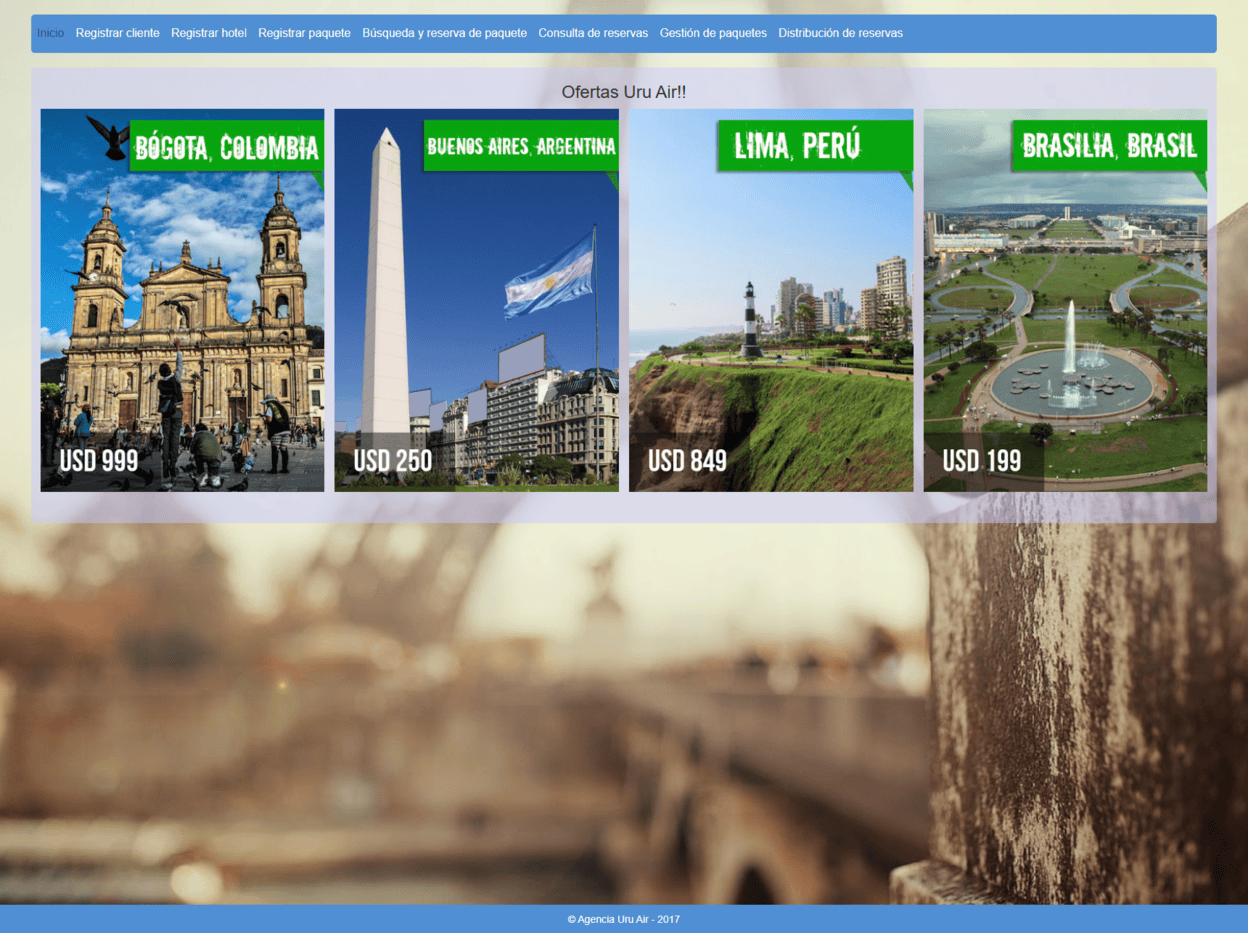 Inicio Registrar cliente Registrar hotel Registrar paquete Búsqueda y reserva de paquete Consulta de reservas Gestión de paquetes Distribución de reservas
Ofertas Uru Air!!
BÓGOTA, COLOMBIA
BUENOS AIRES, ARGENTINA
LIMA, PERÚ
BRASILIA, BRASIL
USD 999
USD 250
USD 849
USD 199
© Agencia Uru Air - 2017